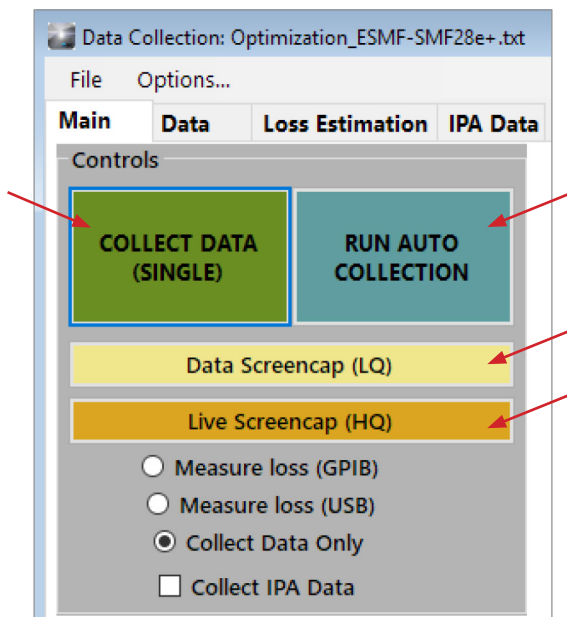 Data Collection: Optimization_ESMF-SMF28e+.txt
File Options...
Main Data Loss Estimation IPA Data
Controls
COLLECT DATA
(SINGLE)
RUN AUTO
COLLECTION
Data Screencap (LQ)
Live Screencap (HQ)
Measure loss (GPIB)
Measure loss (USB)
Collect Data Only
Collect IPA Data